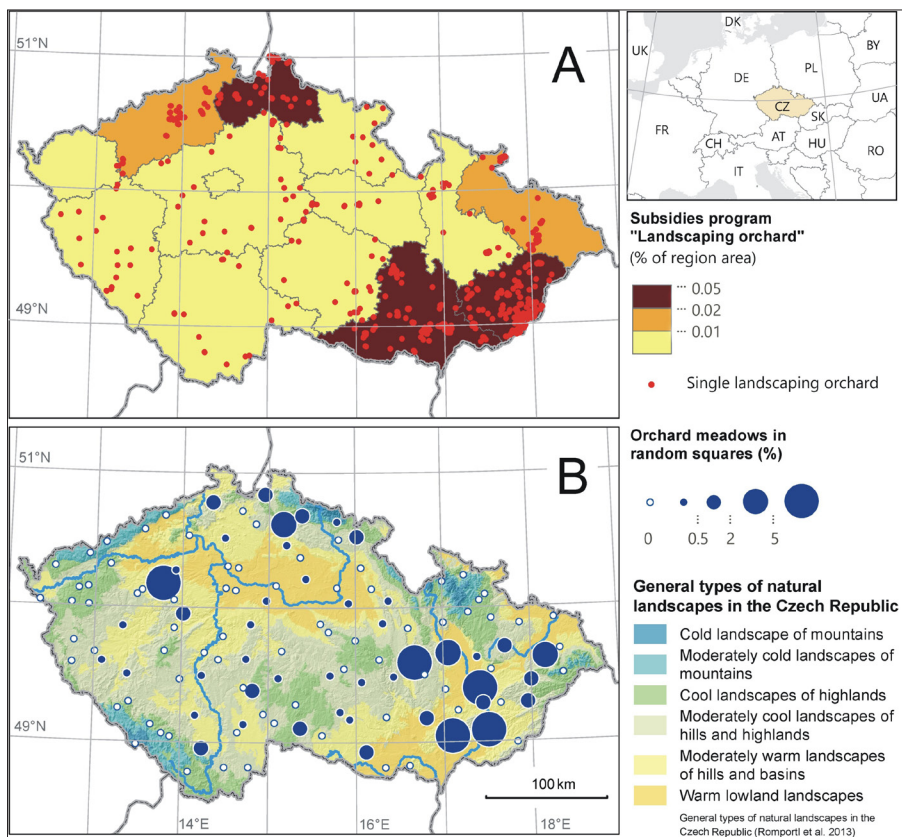 51°N
A
49°N
DK
UK
BY
PL
DE
UA
CZ
SK
FR
AT
CH
HU
RO
IT
Subsidies program
"Landscaping orchard"
(% of region area)
0.05
0.02
0.01
Single landscaping orchard
51°N
B
49°N
14°E
16°E
18°E
100 km
Orchard meadows in
random squares (%)
0
0.5
2
5
General types of natural
landscapes in the Czech Republic
Cold landscape of mountains
Moderately cold landscapes of
mountains
Cool landscapes of highlands
Moderately cool landscapes of
hills and highlands
Moderately warm landscapes
of hills and basins
Warm lowland landscapes
General types of natural landscapes in the
Czech Republic (Romportl et al. 2013)